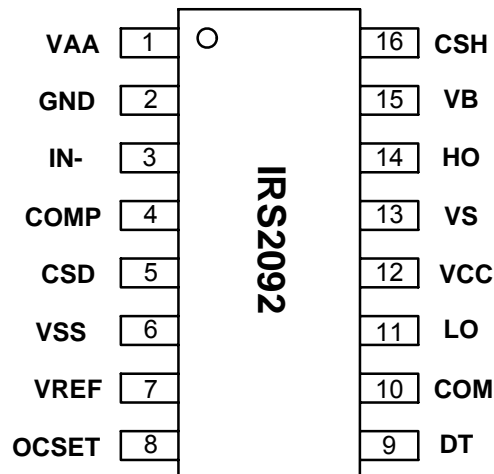 VAA 1 16 CSH
GND 2 15 VB
IN- 3 14 HO
COMP 4 13 VS
CSD 5 12 VCC
VSS 6 11 LO
VREF 7 10 COM
OCSET 8 9 DT
IRS2092